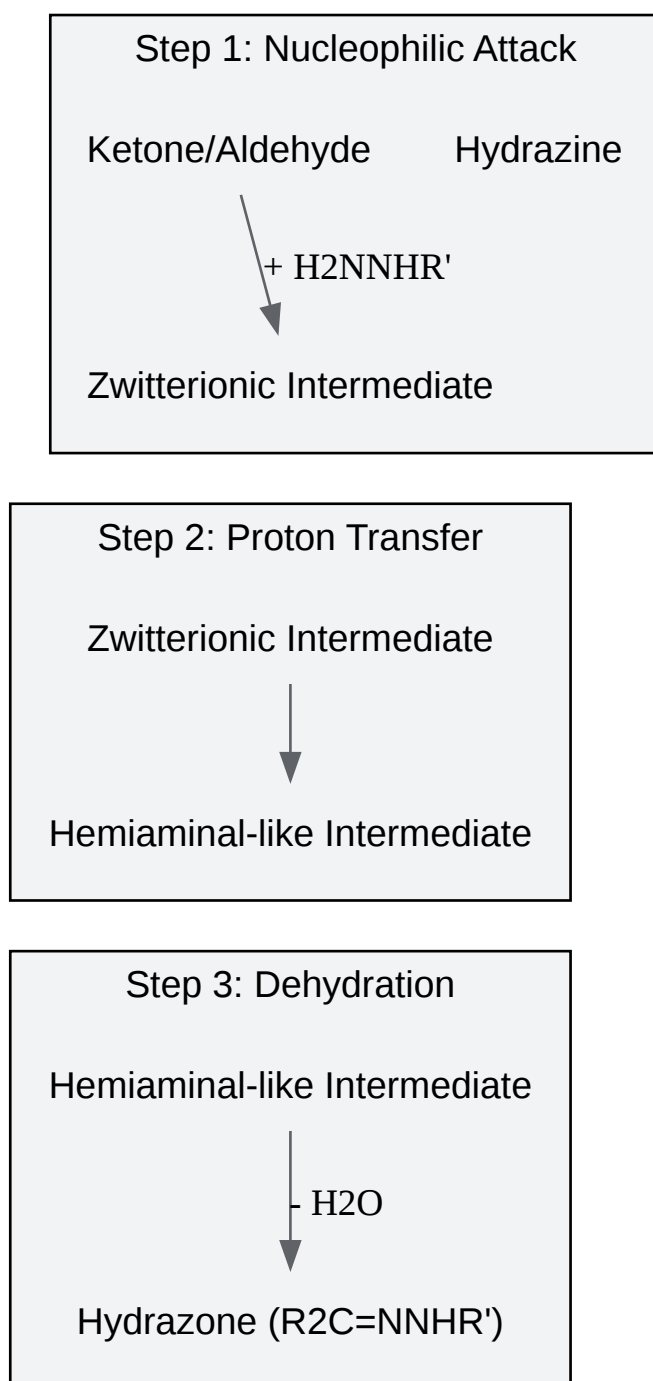 Step 1: Nucleophilic Attack
Ketone/Aldehyde Hydrazine
+ H2NNHR'
Zwitterionic Intermediate
Step 2: Proton Transfer
Zwitterionic Intermediate
Hemiaminal-like Intermediate
Step 3: Dehydration
Hemiaminal-like Intermediate
- H2O
Hydrazone (R2C=NNHR')